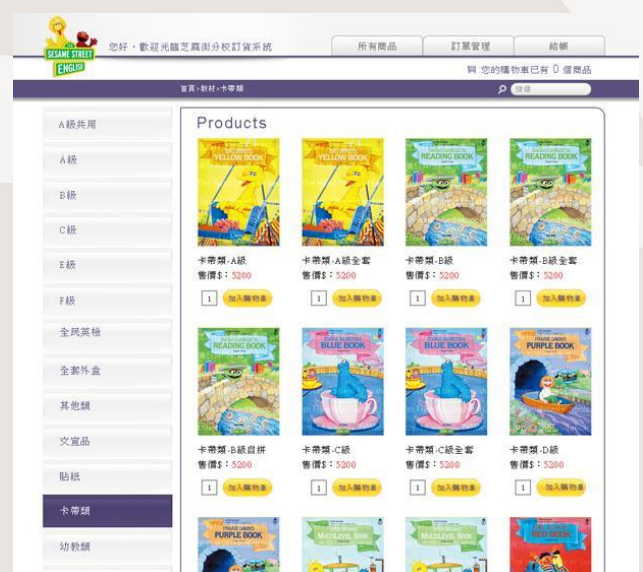 SESAME STREET
ENGLISH
您好，歡迎光臨芝麻街分校訂貨系統
所有商品
訂單管理
結帳
您的購物車已有 0 個商品
首頁>教材>卡帶類
搜尋
A級共用
A級
B級
C級
E級
F級
全民英檢
全套外盒
其他類
文宣品
貼紙
卡帶類
幼教類
Products
YELLOW BOOK
YELLOW BOOK
READING BOOK
READING BOOK
卡帶類-A級
售價$：5200
1 加入購物車
卡帶類-A級全套
售價$：5200
1 加入購物車
卡帶類-B級
售價$：5200
1 加入購物車
卡帶類-B級全套
售價$：5200
1 加入購物車
READING BOOK
BLUE BOOK
BLUE BOOK
PURPLE BOOK
卡帶類-B級自拼
售價$：5200
1 加入購物車
卡帶類-C級
售價$：5200
1 加入購物車
卡帶類-C級全套
售價$：5200
1 加入購物車
卡帶類-D級
售價$：5200
1 加入購物車
PURPLE BOOK
MULTILEVEL BOOK
MULTILEVEL BOOK
RED BOOK